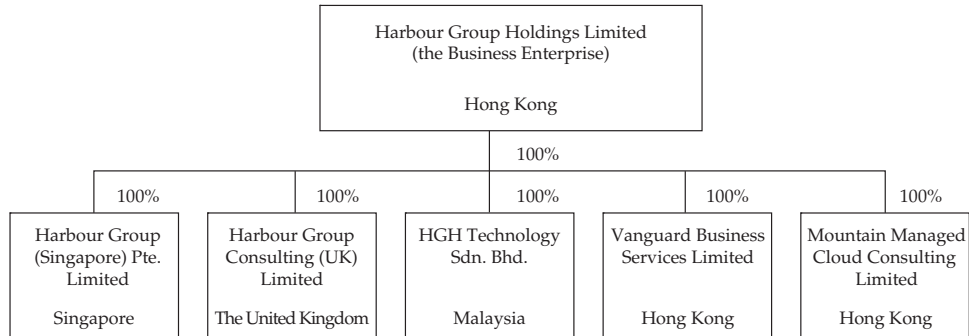 Harbour Group Holdings Limited
(the Business Enterprise)
Hong Kong
100%
100%
100%
100%
100%
100%
Harbour Group
(Singapore) Pte.
Limited
Singapore
Harbour Group
Consulting (UK)
Limited
The United Kingdom
HGH Technology
Sdn. Bhd.
Malaysia
Vanguard Business
Services Limited
Hong Kong
Mountain Managed
Cloud Consulting
Limited
Hong Kong